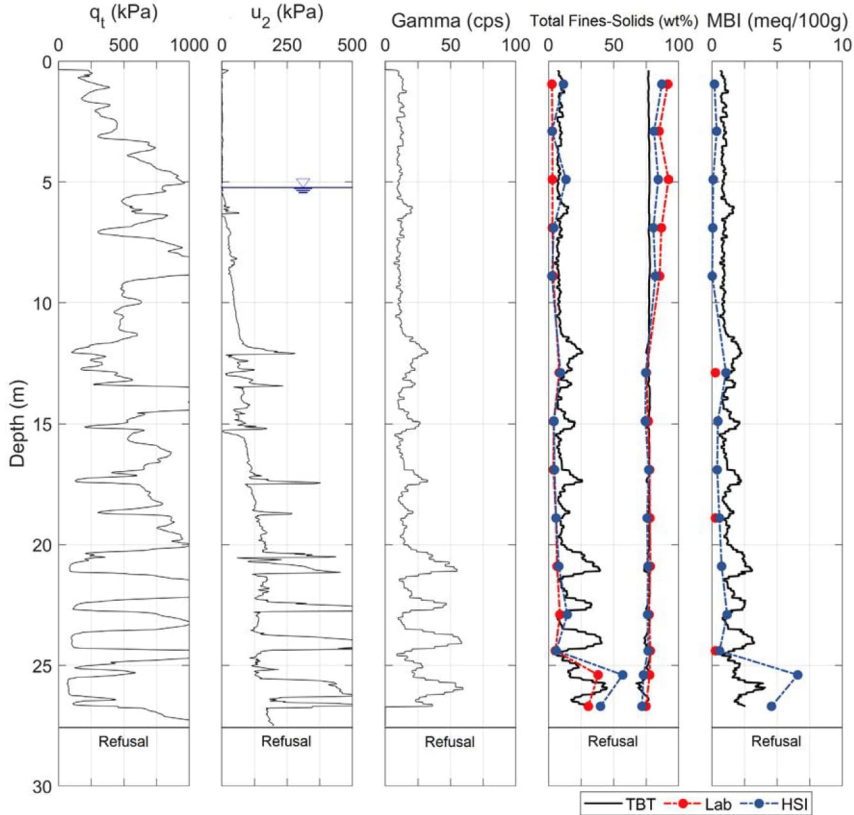 qt (kPa) u2 (kPa) Gamma (cps) Total Fines-Solids (wt%) MBI (meq/100g)
0 500 1000 0 250 500 0 50 100 0 50 100 0 5 10
0
5
10
15
20
25
30
Depth (m)
Refusal Refusal Refusal Refusal Refusal
TBT Lab HSI